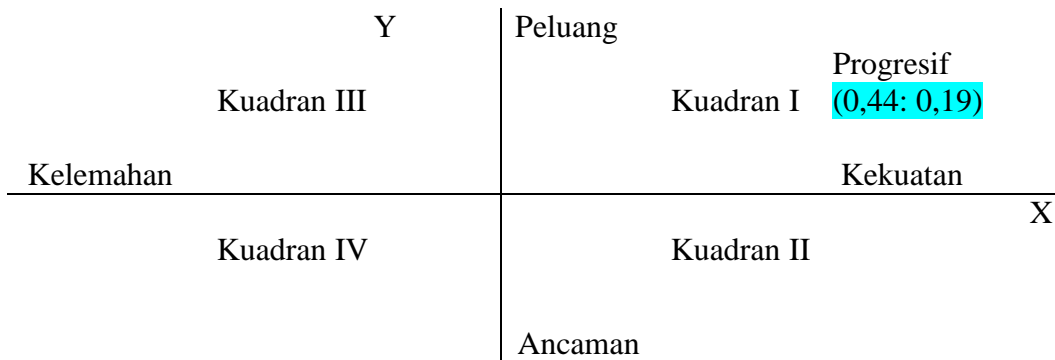 Y Peluang
Progresif
Kuadran III Kuadran I (0,44: 0,19)
Kelemahan Kekuatan
X
Kuadran IV Kuadran II
Ancaman